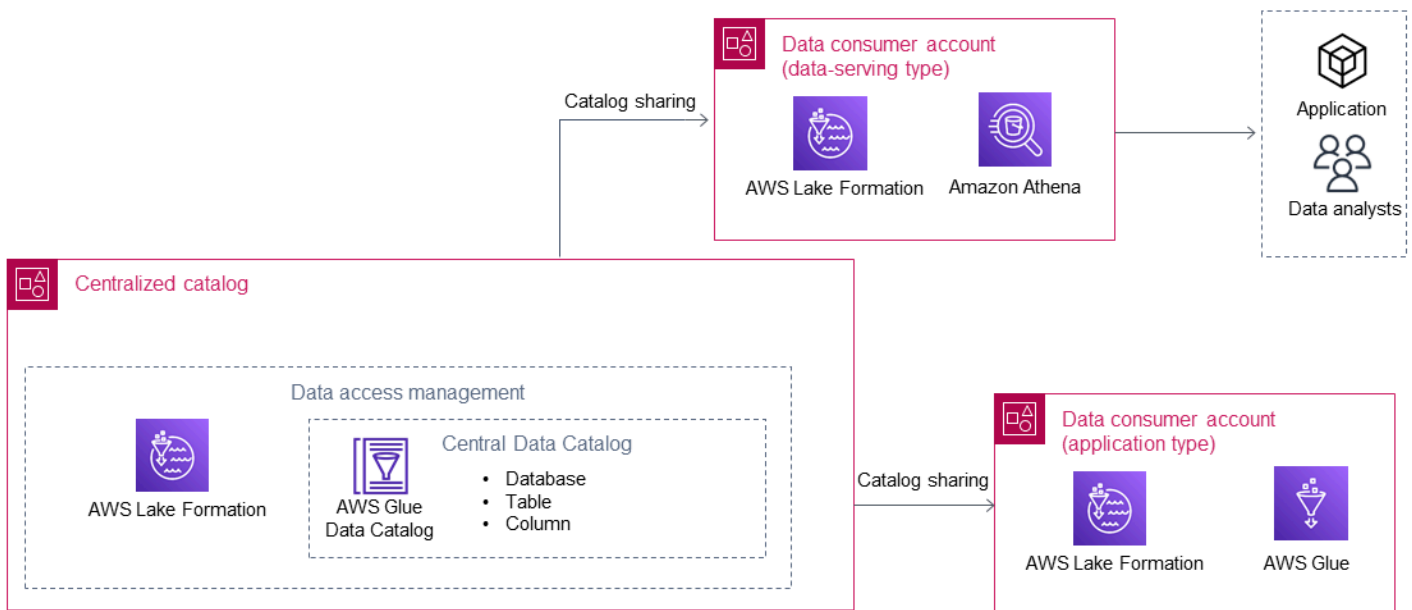 Data consumer account
(data-serving type)
Catalog sharing
AWS Lake Formation
Amazon Athena
Application
Data analysts
Centralized catalog
Data access management
AWS Lake Formation
Central Data Catalog
AWS Glue
Data Catalog
• Database
• Table
• Column
Catalog sharing
Data consumer account
(application type)
AWS Lake Formation
AWS Glue